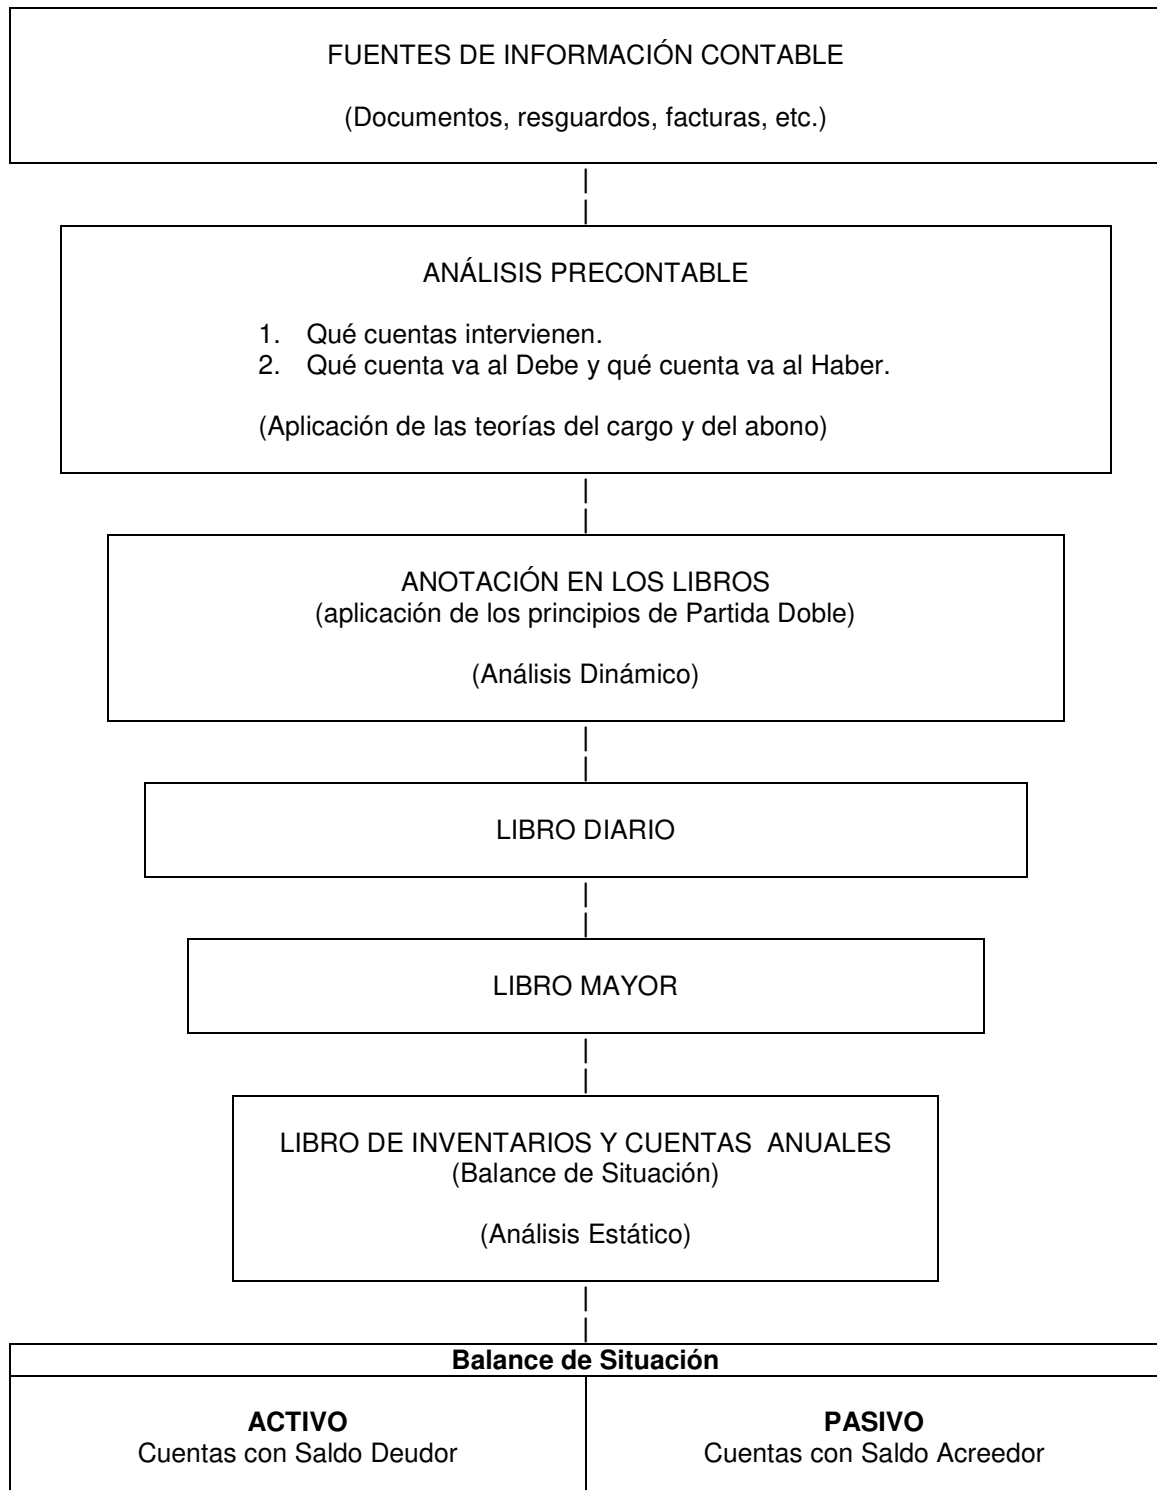 FUENTES DE INFORMACIÓN CONTABLE
(Documentos, resguardos, facturas, etc.)
ANÁLISIS PRECONTABLE
1. Qué cuentas intervienen.
2. Qué cuenta va al Debe y qué cuenta va al Haber.
(Aplicación de las teorías del cargo y del abono)
ANOTACIÓN EN LOS LIBROS
(aplicación de los principios de Partida Doble)
(Análisis Dinámico)
LIBRO DIARIO
LIBRO MAYOR
LIBRO DE INVENTARIOS Y CUENTAS ANUALES
(Balance de Situación)
(Análisis Estático)
Balance de Situación
ACTIVO
Cuentas con Saldo Deudor
PASIVO
Cuentas con Saldo Acreedor